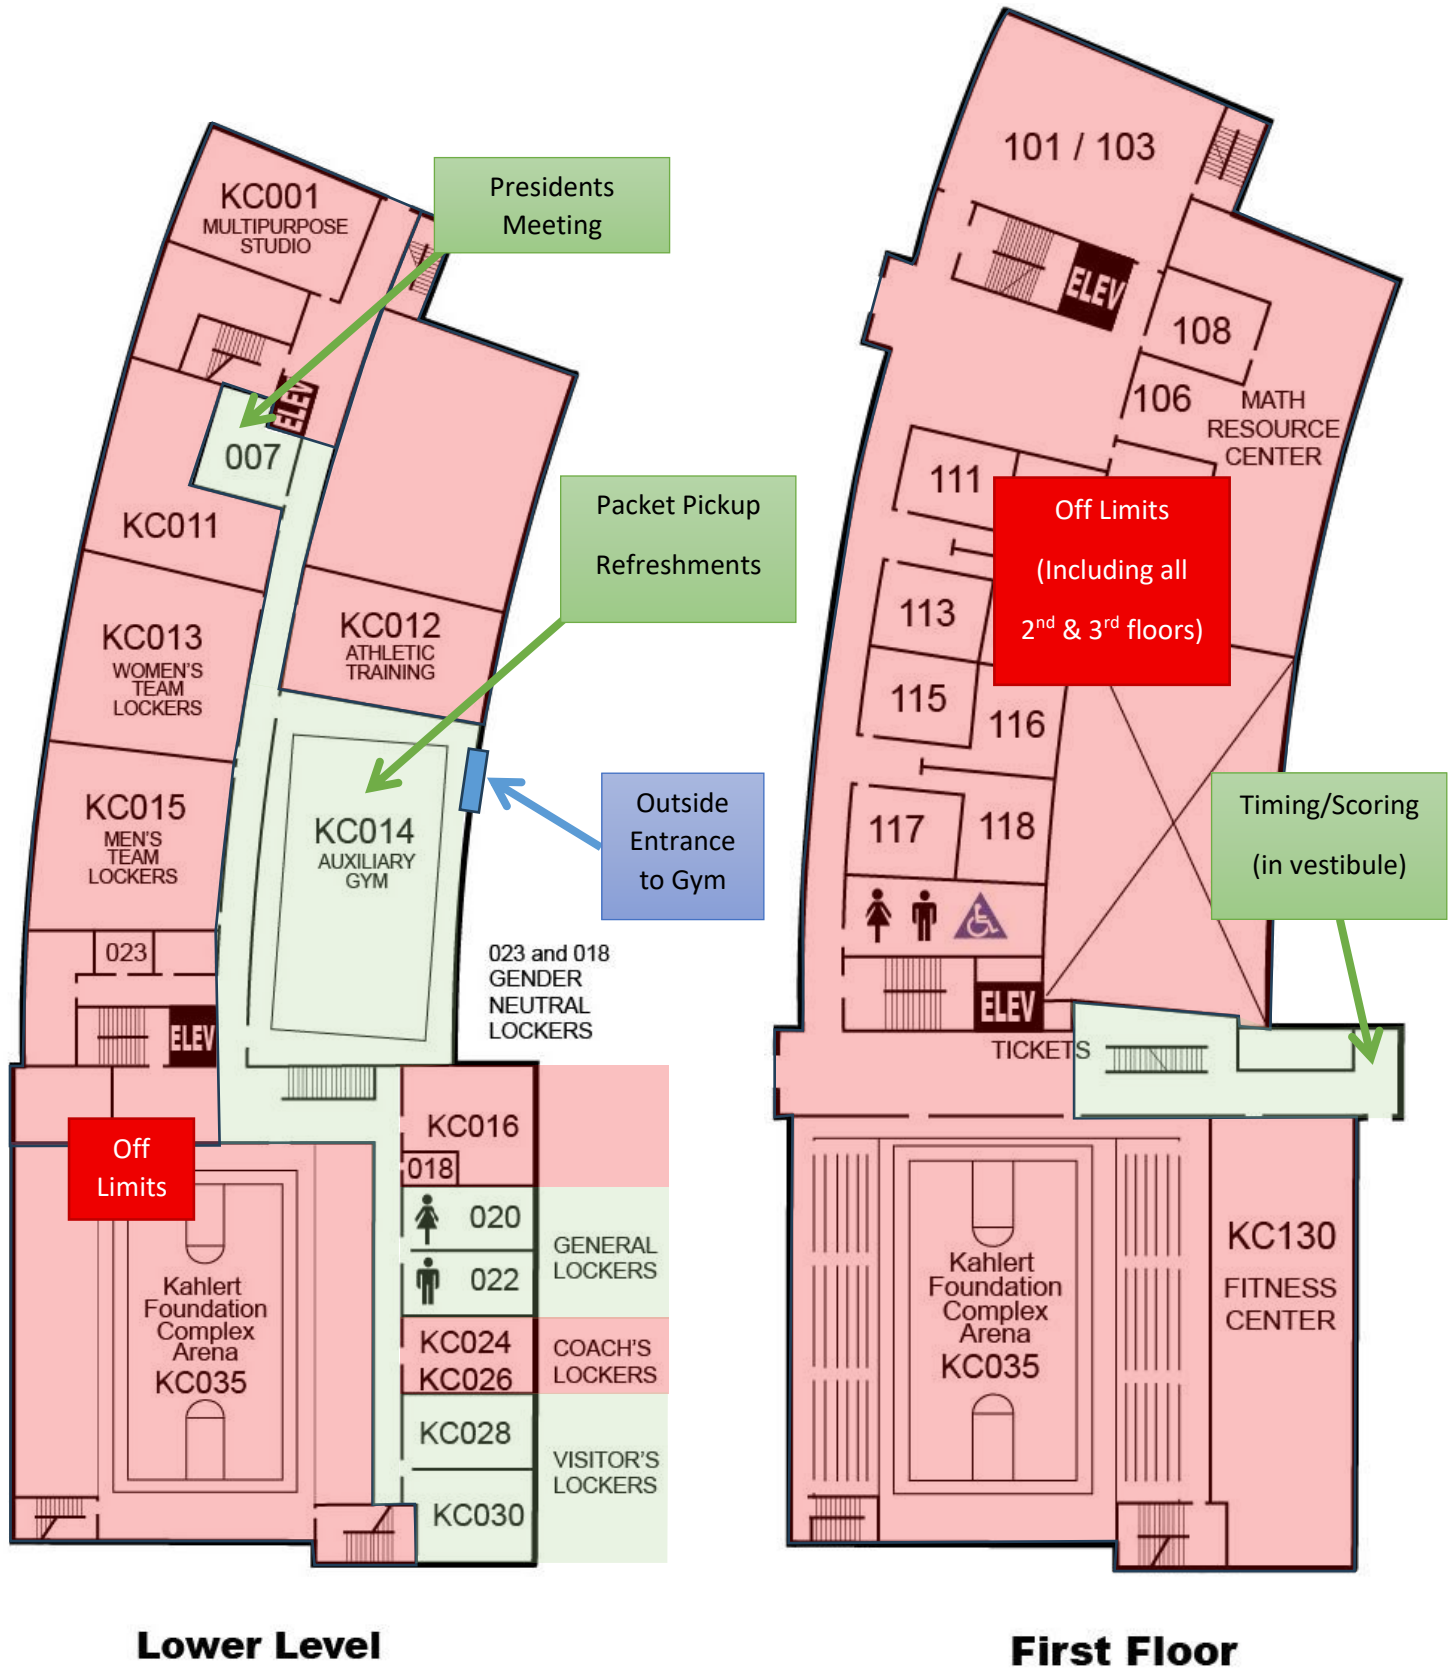 KC001
MULTIPURPOSE
STUDIO
Presidents
Meeting
ELEV
007
KC011
Packet Pickup
Refreshments
KC013
WOMEN'S
TEAM
LOCKERS
KC012
ATHLETIC
TRAINING
KC015
MEN'S
TEAM
LOCKERS
KC014
AUXILIARY
GYM
Outside
Entrance
to Gym
023
023 and 018
GENDER
NEUTRAL
LOCKERS
ELEV
KC016
018
Off
Limits
020
022
GENERAL
LOCKERS
Kahlert
Foundation
Complex
Arena
KC035
KC024
KC026
COACH'S
LOCKERS
KC028
KC030
VISITOR'S
LOCKERS
Lower Level
101 / 103
ELEV
108
106
MATH
RESOURCE
CENTER
111
Off Limits
(Including all
2nd & 3rd floors)
113
115
116
117
118
Timing/Scoring
(in vestibule)
ELEV
TICKETS
Kahlert
Foundation
Complex
Arena
KC035
KC130
FITNESS
CENTER
First Floor